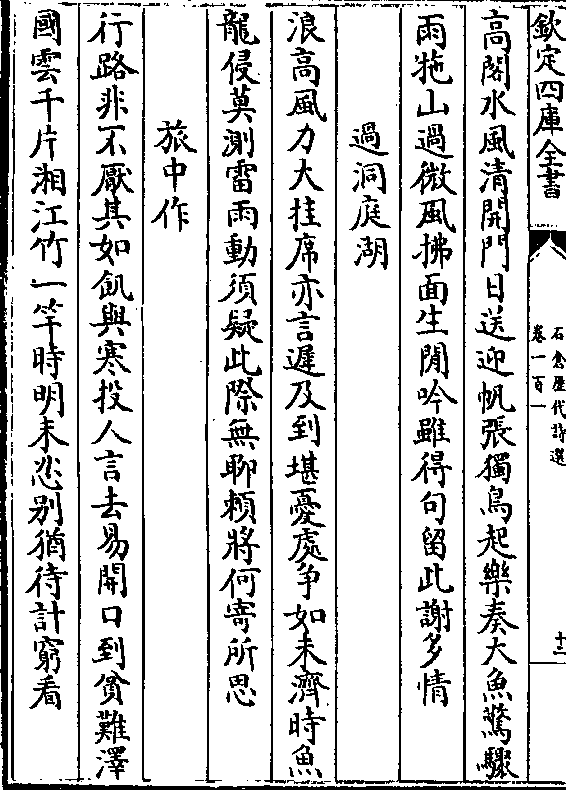 欽定四庫全書
石倉歷代詩選
卷一百一
十二
高閣水風清開門日送迎帆張獨鳥起樂奏大魚驚驟
雨拖山過微風拂面生閒吟雖得句留此謝多情
過洞庭湖
浪高風力大挂席亦言遲及到堪憂處争如未濟時魚
龍侵莫測雷雨動須疑此際無聊賴將何寄所思
旅中作
行路非不厭其如飢與寒投人言去易開口到貧難澤
國雲千片湘江竹一竿時明未忍别猶待計窮看